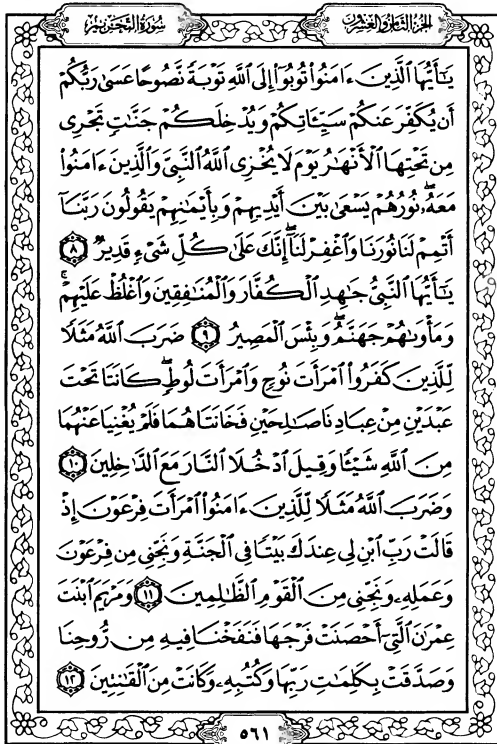 سورة التحريم
الجزء الثامن والعشرون
يَٰٓأَيُّهَا ٱلَّذِينَ ءَامَنُوا۟ تُوبُوٓا۟ إِلَى ٱللَّهِ تَوْبَةً نَّصُوحًا عَسَىٰ رَبُّكُمْ
أَن يُكَفِّرَ عَنكُمْ سَيِّـَٔاتِكُمْ وَيُدْخِلَكُمْ جَنَّٰتٍ تَجْرِى
مِن تَحْتِهَا ٱلْأَنْهَٰرُ يَوْمَ لَا يُخْزِى ٱللَّهُ ٱلنَّبِىَّ وَٱلَّذِينَ ءَامَنُوا۟
مَعَهُۥ ۖ نُورُهُمْ يَسْعَىٰ بَيْنَ أَيْدِيهِمْ وَبِأَيْمَٰنِهِمْ يَقُولُونَ رَبَّنَآ
أَتْمِمْ لَنَا نُورَنَا وَٱغْفِرْ لَنَآ ۖ إِنَّكَ عَلَىٰ كُلِّ شَىْءٍ قَدِيرٌ ٨
يَٰٓأَيُّهَا ٱلنَّبِىُّ جَٰهِدِ ٱلْكُفَّارَ وَٱلْمُنَٰفِقِينَ وَٱغْلُظْ عَلَيْهِمْ ۚ
وَمَأْوَىٰهُمْ جَهَنَّمُ ۖ وَبِئْسَ ٱلْمَصِيرُ ٩ ضَرَبَ ٱللَّهُ مَثَلًا
لِّلَّذِينَ كَفَرُوا۟ ٱمْرَأَتَ نُوحٍ وَٱمْرَأَتَ لُوطٍ ۖ كَانَتَا تَحْتَ
عَبْدَيْنِ مِنْ عِبَادِنَا صَٰلِحَيْنِ فَخَانَتَاهُمَا فَلَمْ يُغْنِيَا عَنْهُمَا
مِنَ ٱللَّهِ شَيْـًٔا وَقِيلَ ٱدْخُلَا ٱلنَّارَ مَعَ ٱلدَّٰخِلِينَ ١٠
وَضَرَبَ ٱللَّهُ مَثَلًا لِّلَّذِينَ ءَامَنُوا۟ ٱمْرَأَتَ فِرْعَوْنَ إِذْ
قَالَتْ رَبِّ ٱبْنِ لِى عِندَكَ بَيْتًا فِى ٱلْجَنَّةِ وَنَجِّنِى مِن فِرْعَوْنَ
وَعَمَلِهِۦ وَنَجِّنِى مِنَ ٱلْقَوْمِ ٱلظَّٰلِمِينَ ١١ وَمَرْيَمَ ٱبْنَتَ
عِمْرَٰنَ ٱلَّتِىٓ أَحْصَنَتْ فَرْجَهَا فَنَفَخْنَا فِيهِ مِن رُّوحِنَا
وَصَدَّقَتْ بِكَلِمَٰتِ رَبِّهَا وَكُتُبِهِۦ وَكَانَتْ مِنَ ٱلْقَٰنِتِينَ ١٢
٥٦١